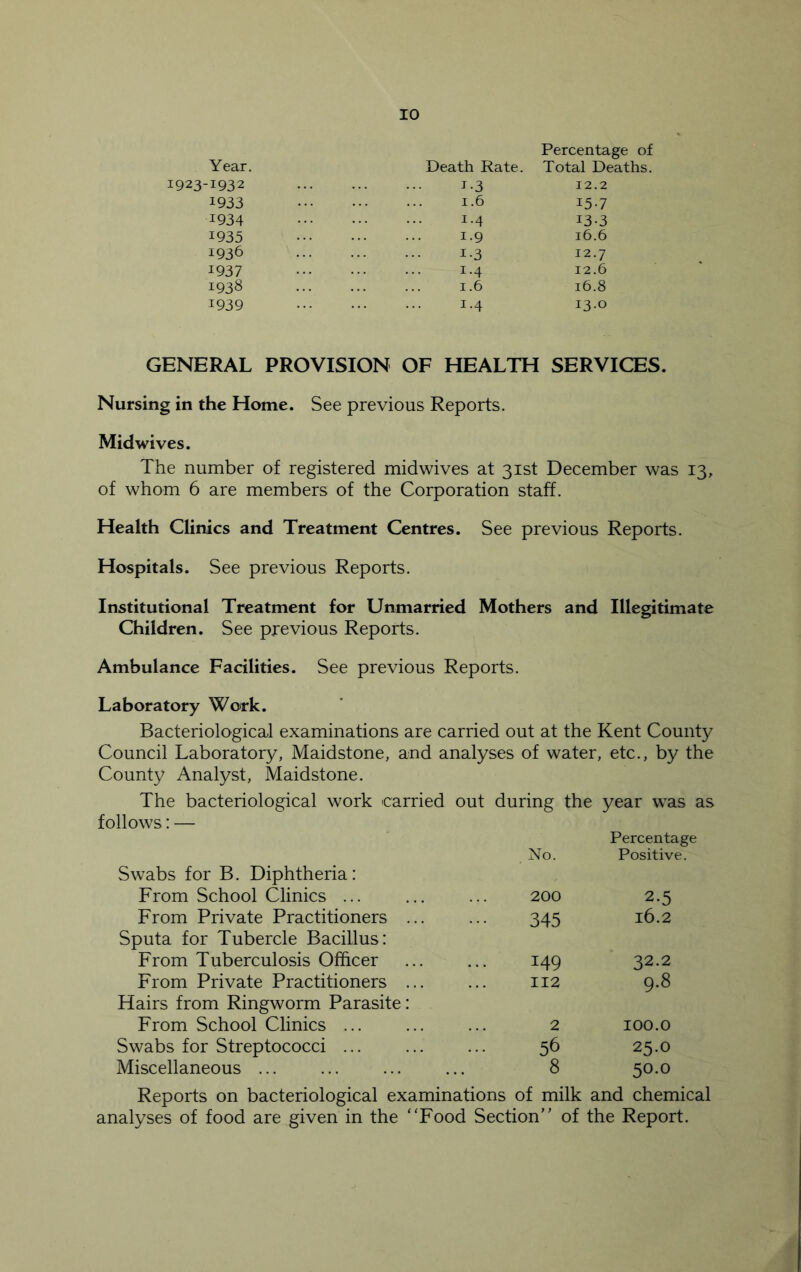 10
Percentage of
Year. Death Rate. Total Deaths.
1923-1932 ... ... ... 1.3 12.2
1933 ... ... ... 1.6 15.7
1934 ... ... ... 1.4 13.3
1935 ... ... ... 1.9 16.6
1936 ... ... ... 1.3 12.7
1937 ... ... ... 1.4 12.6
1938 ... ... ... 1.6 16.8
1939 ... ... ... 1.4 13.0
GENERAL PROVISION OF HEALTH SERVICES.
Nursing in the Home. See previous Reports.
Midwives.
The number of registered midwives at 31st December was 13,
of whom 6 are members of the Corporation staff.
Health Clinics and Treatment Centres. See previous Reports.
Hospitals. See previous Reports.
Institutional Treatment for Unmarried Mothers and Illegitimate
Children. See previous Reports.
Ambulance Facilities. See previous Reports.
Laboratory Work.
Bacteriological examinations are carried out at the Kent County
Council Laboratory, Maidstone, and analyses of water, etc., by the
County Analyst, Maidstone.
The bacteriological work carried out during the year was as
follows: —
Percentage
No. Positive.
Swabs for B. Diphtheria:
From School Clinics ... ... ... 200 2.5
From Private Practitioners ... ... 345 16.2
Sputa for Tubercle Bacillus:
From Tuberculosis Officer ... ... 149 32.2
From Private Practitioners ... ... 112 9.8
Hairs from Ringworm Parasite:
From School Clinics ... ... ... 2 100.0
Swabs for Streptococci ... ... ... 56 25.0
Miscellaneous ... ... ... ... 8 50.0
Reports on bacteriological examinations of milk and chemical
analyses of food are given in the "Food Section" of the Report.